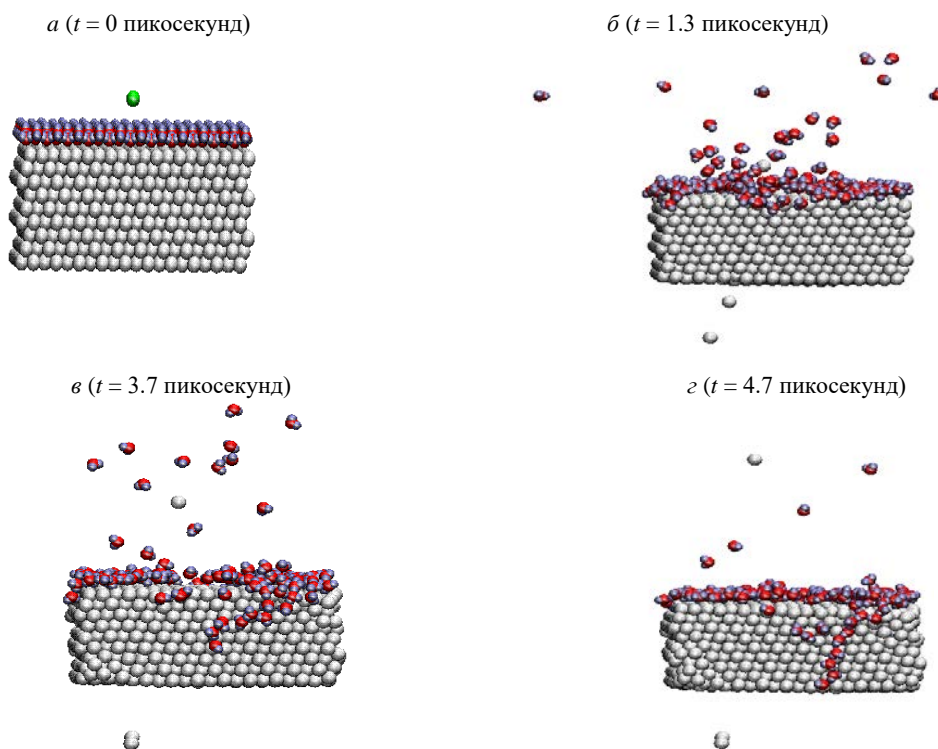 а (t = 0 пикосекунд)
б (t = 1.3 пикосекунд)
в (t = 3.7 пикосекунд)
г (t = 4.7 пикосекунд)